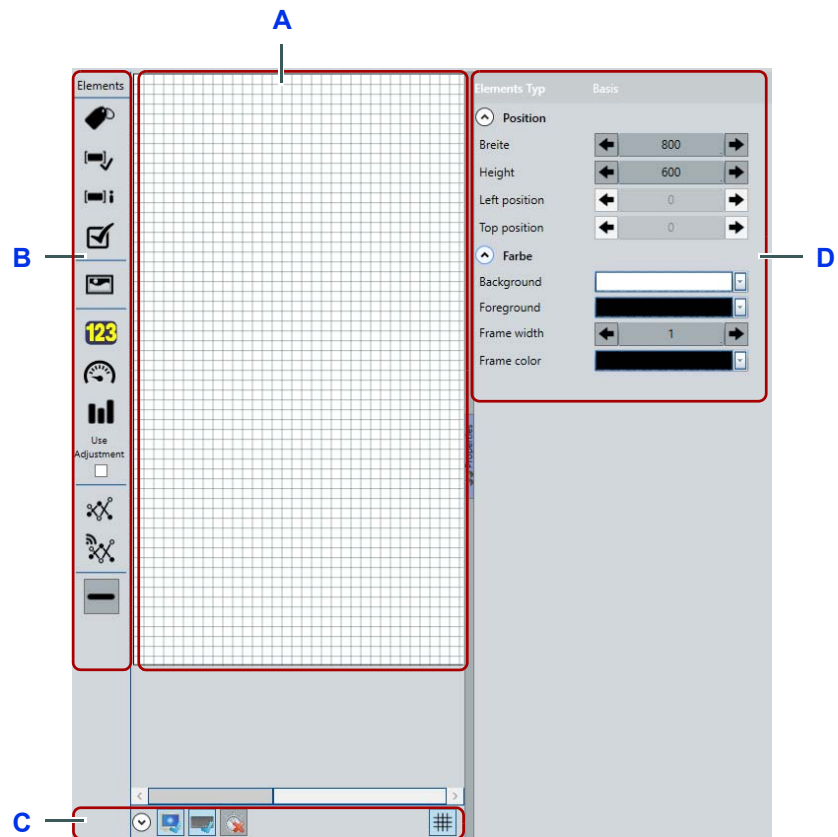 A
Elements
Elements Typ Basis
Position
Breite 800
Height 600
Left position 0
Top position 0
B
D
Farbe
Background
Foreground
123
Frame width 1
Frame color
Use
Adjustment
Properties
C